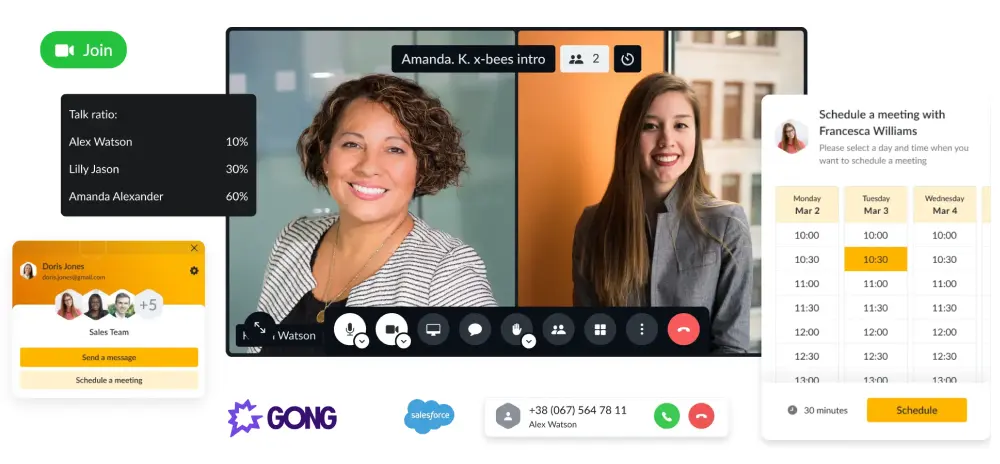 Join
Amanda. K. x-bees intro
2
Talk ratio:
Alex Watson 10%
Lilly Jason 30%
Amanda Alexander 60%
Watson
Doris Jones
doris.jones@gmail.com
+5
Sales Team
Send a message
Schedule a meeting
Schedule a meeting with
Francesca Williams
Please select a day and time when you
want to schedule a meeting
Monday Tuesday Wednesday
Mar 2 Mar 3 Mar 4
10:00 10:00 10:00
10:30 10:30 10:30
11:00 11:00 11:00
11:30 11:30 11:30
12:00 12:00 12:00
12:30 12:30 12:30
13:00 13:00 13:00
30 minutes Schedule
GONG
salesforce
+38 (067) 564 78 11
Alex Watson